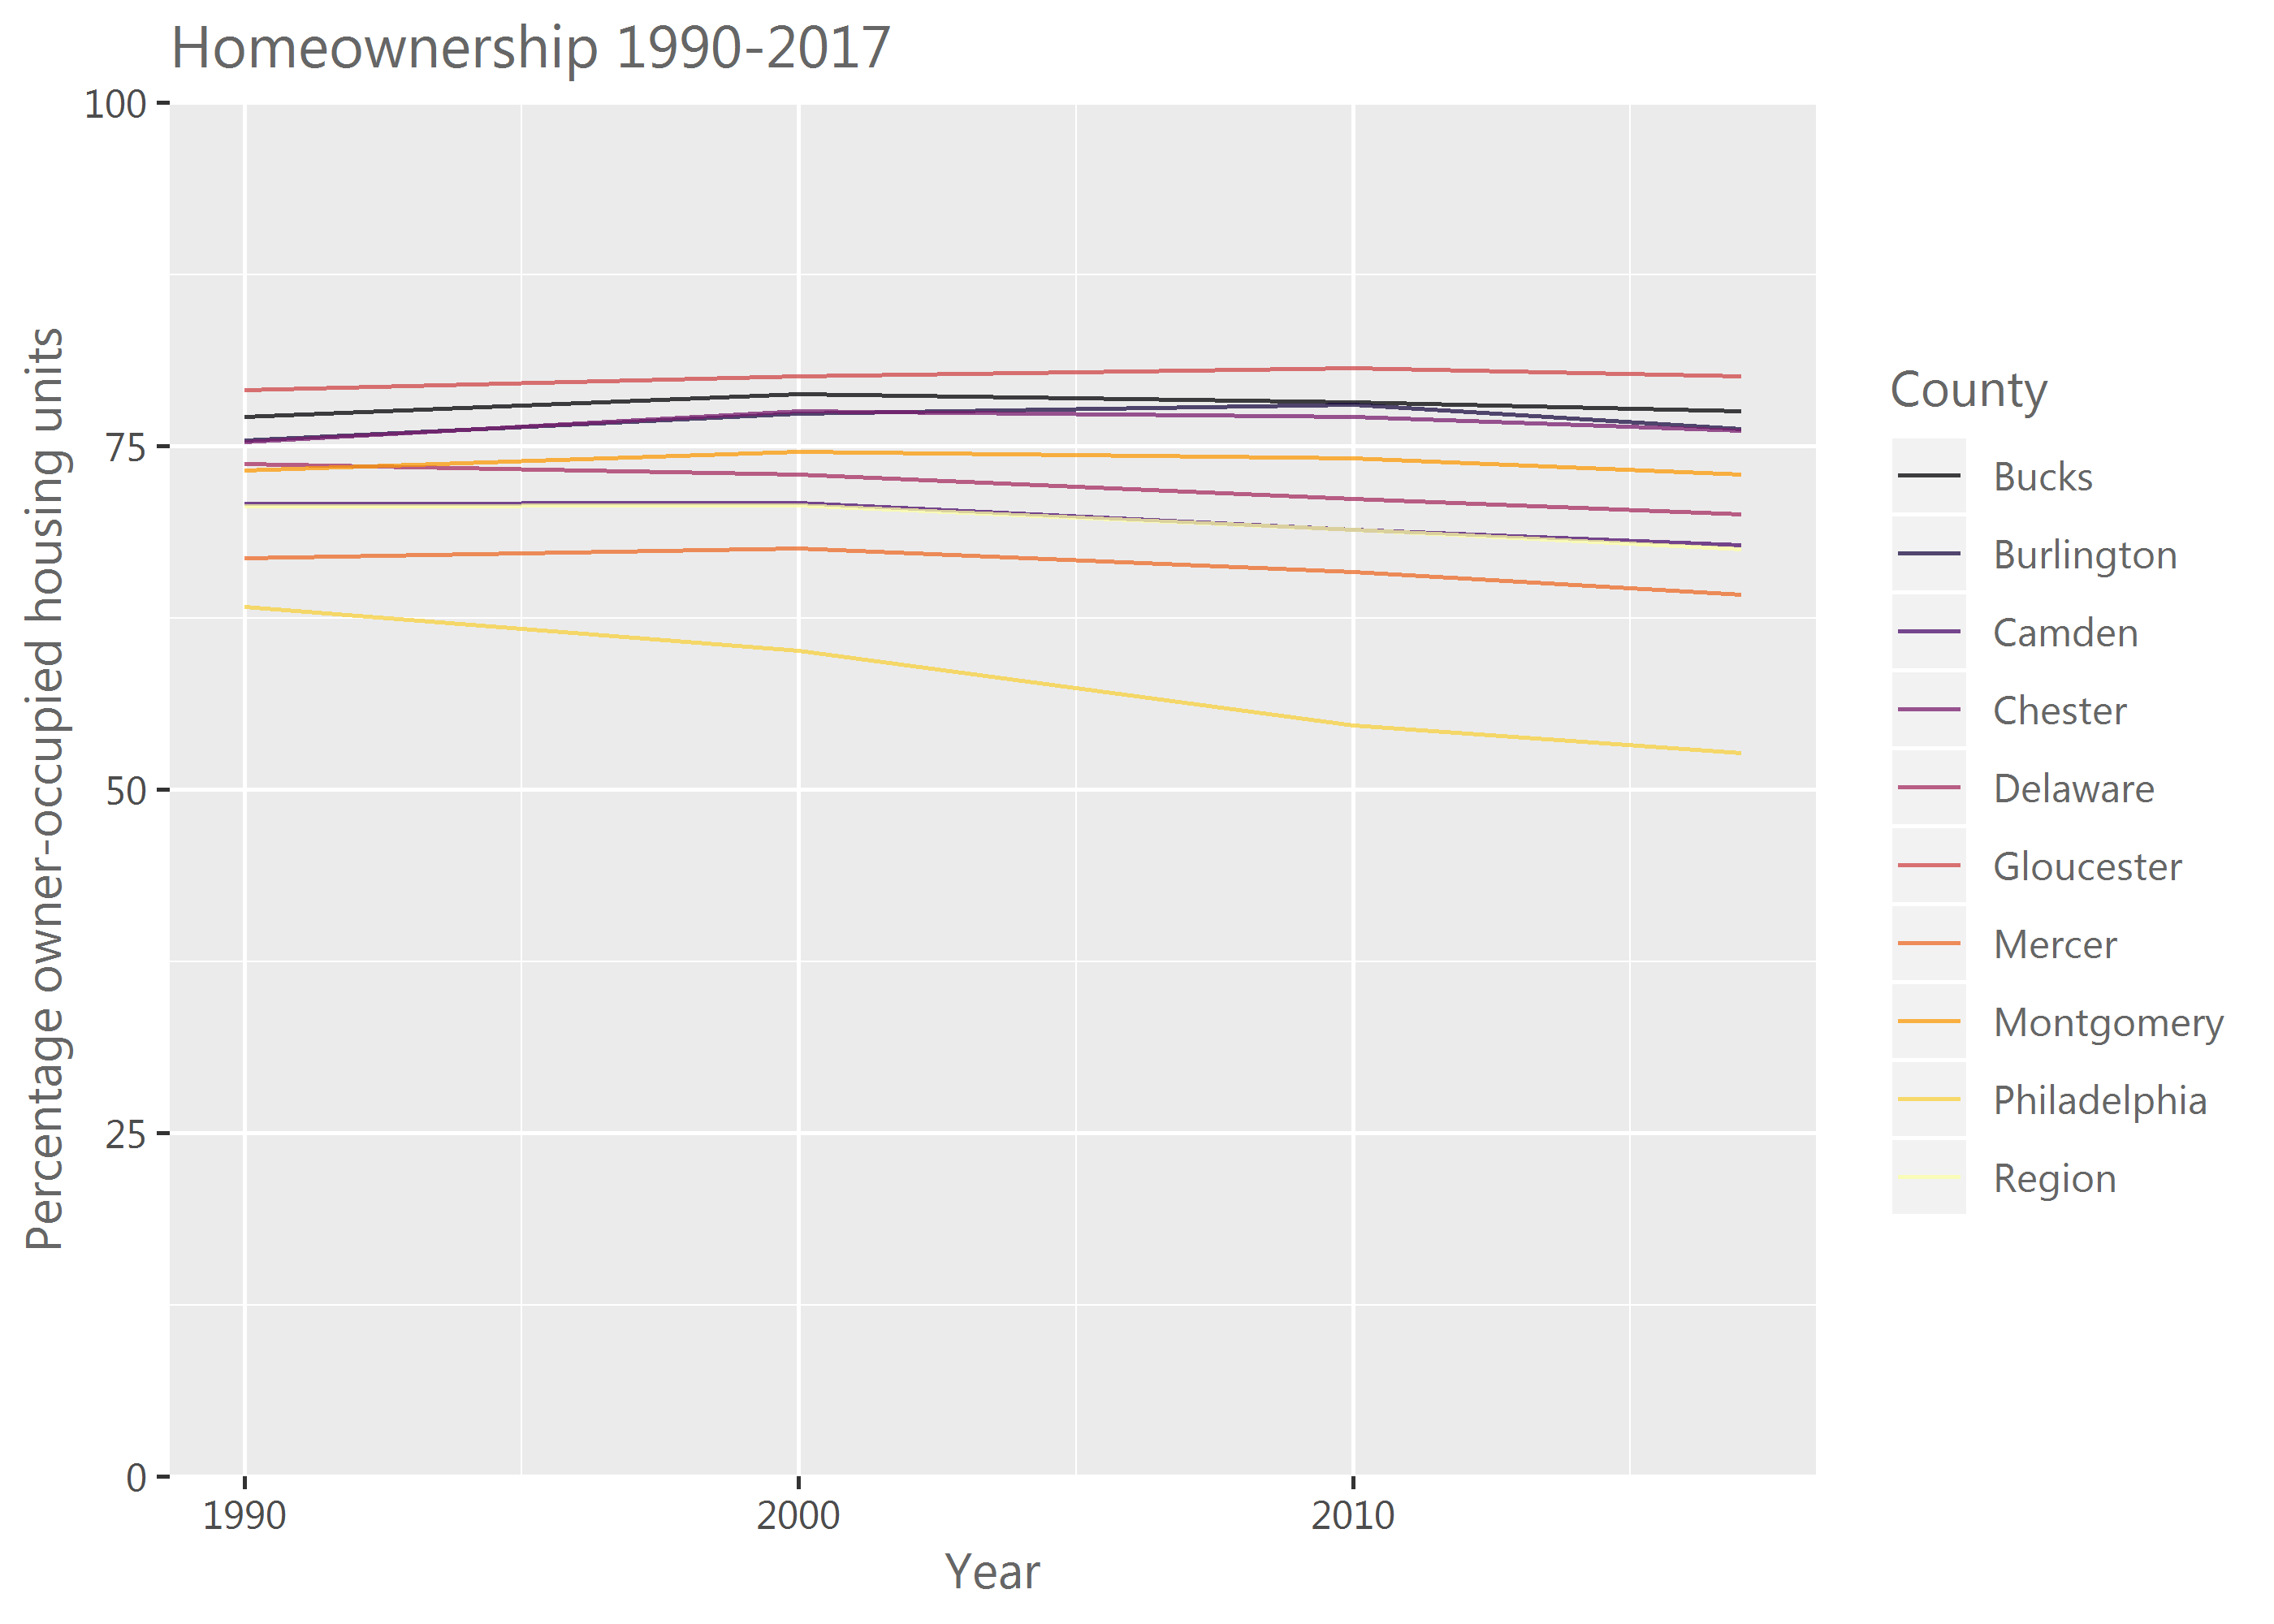 Homeownership 1990-2017
Percentage owner-occupied housing units
100
75
50
25
0
1990
2000
2010
Year
County
Bucks
Burlington
Camden
Chester
Delaware
Gloucester
Mercer
Montgomery
Philadelphia
Region